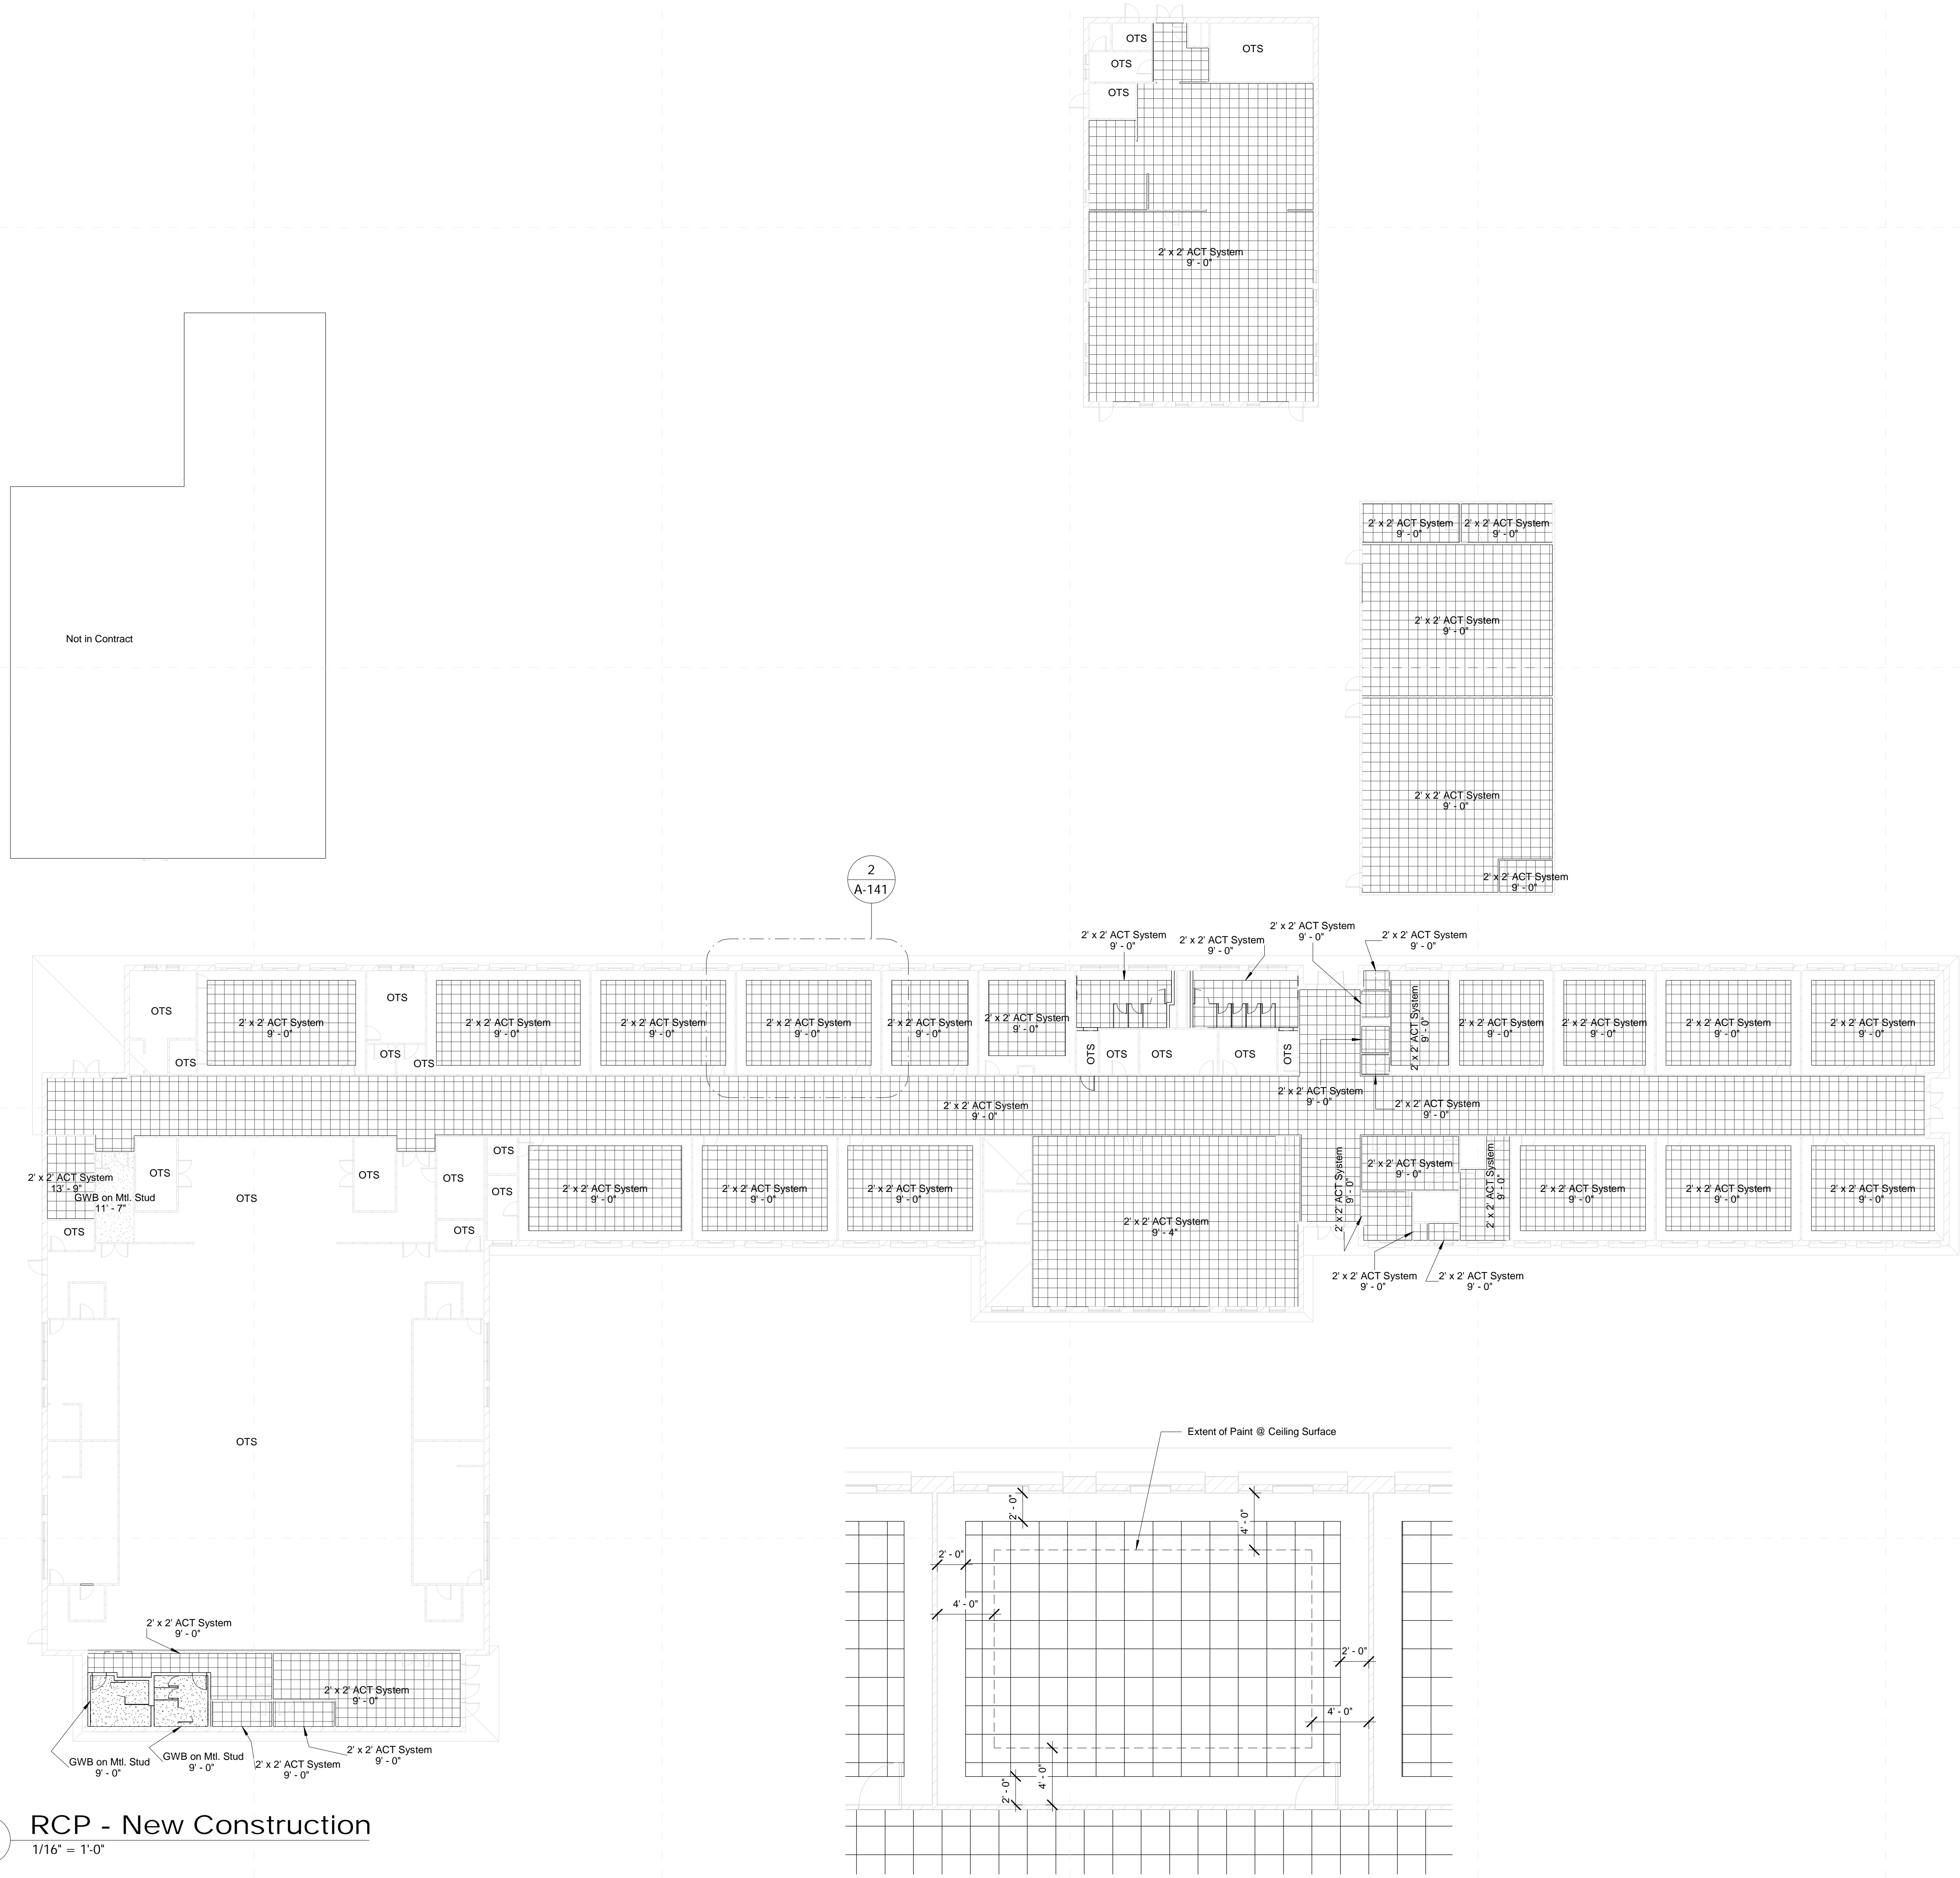 OTS
OTS
OTS
OTS
2' x 2' ACT System
9' - 0"
2' x 2' ACT System
9' - 0"
2' x 2' ACT System
9' - 0"
2' x 2' ACT System
9' - 0"
Not in Contract
2' x 2' ACT System
9' - 0"
2' x 2' ACT System
9' - 0"
2
A-141
2' x 2' ACT System
9' - 0"
2' x 2' ACT System
9' - 0"
2' x 2' ACT System
9' - 0"
2' x 2' ACT System
9' - 0"
OTS
OTS
2' x 2' ACT System
9' - 0"
OTS
OTS
OTS
2' x 2' ACT System
9' - 0"
2' x 2' ACT System
9' - 0"
2' x 2' ACT System
9' - 0"
2' x 2' ACT System
9' - 0"
2' x 2' ACT System
9' - 0"
OTS
OTS
OTS
OTS
OTS
2' x 2' ACT System
9' - 0"
2' x 2' ACT System
9' - 0"
2' x 2' ACT System
9' - 0"
2' x 2' ACT System
9' - 0"
2' x 2' ACT System
9' - 0"
2' x 2' ACT System
9' - 0"
2' x 2' ACT System
9' - 0"
2' x 2' ACT System
9' - 0"
2' x 2' ACT System
13' - 9"
GWB on Mtl. Stud
11' - 7"
OTS
OTS
OTS
OTS
OTS
OTS
OTS
OTS
2' x 2' ACT System
9' - 0"
2' x 2' ACT System
9' - 0"
2' x 2' ACT System
9' - 0"
2' x 2' ACT System
9' - 4"
2' x 2' ACT System
9' - 0"
2' x 2' ACT System
9' - 0"
2' x 2' ACT System
9' - 0"
2' x 2' ACT System
9' - 0"
2' x 2' ACT System
9' - 0"
2' x 2' ACT System
9' - 0"
2' x 2' ACT System
9' - 0"
2' x 2' ACT System
9' - 0"
OTS
Extent of Paint @ Ceiling Surface
2' - 0"
4' - 0"
2' - 0"
4' - 0"
2' - 0"
4' - 0"
2' - 0"
4' - 0"
2' x 2' ACT System
9' - 0"
2' x 2' ACT System
9' - 0"
GWB on Mtl. Stud
9' - 0"
GWB on Mtl. Stud
9' - 0"
2' x 2' ACT System
9' - 0"
2' x 2' ACT System
9' - 0"
RCP - New Construction
1/16" = 1'-0"